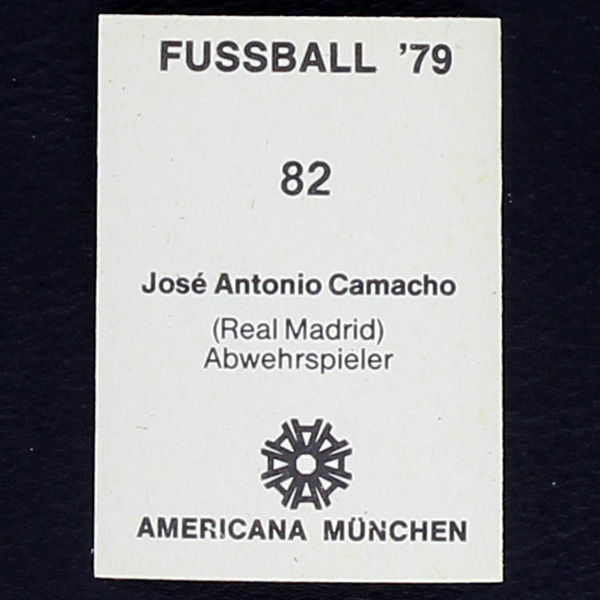 FUSSBALL '79
82
José Antonio Camacho
(Real Madrid)
Abwehrspieler
AMERICANA MÜNCHEN